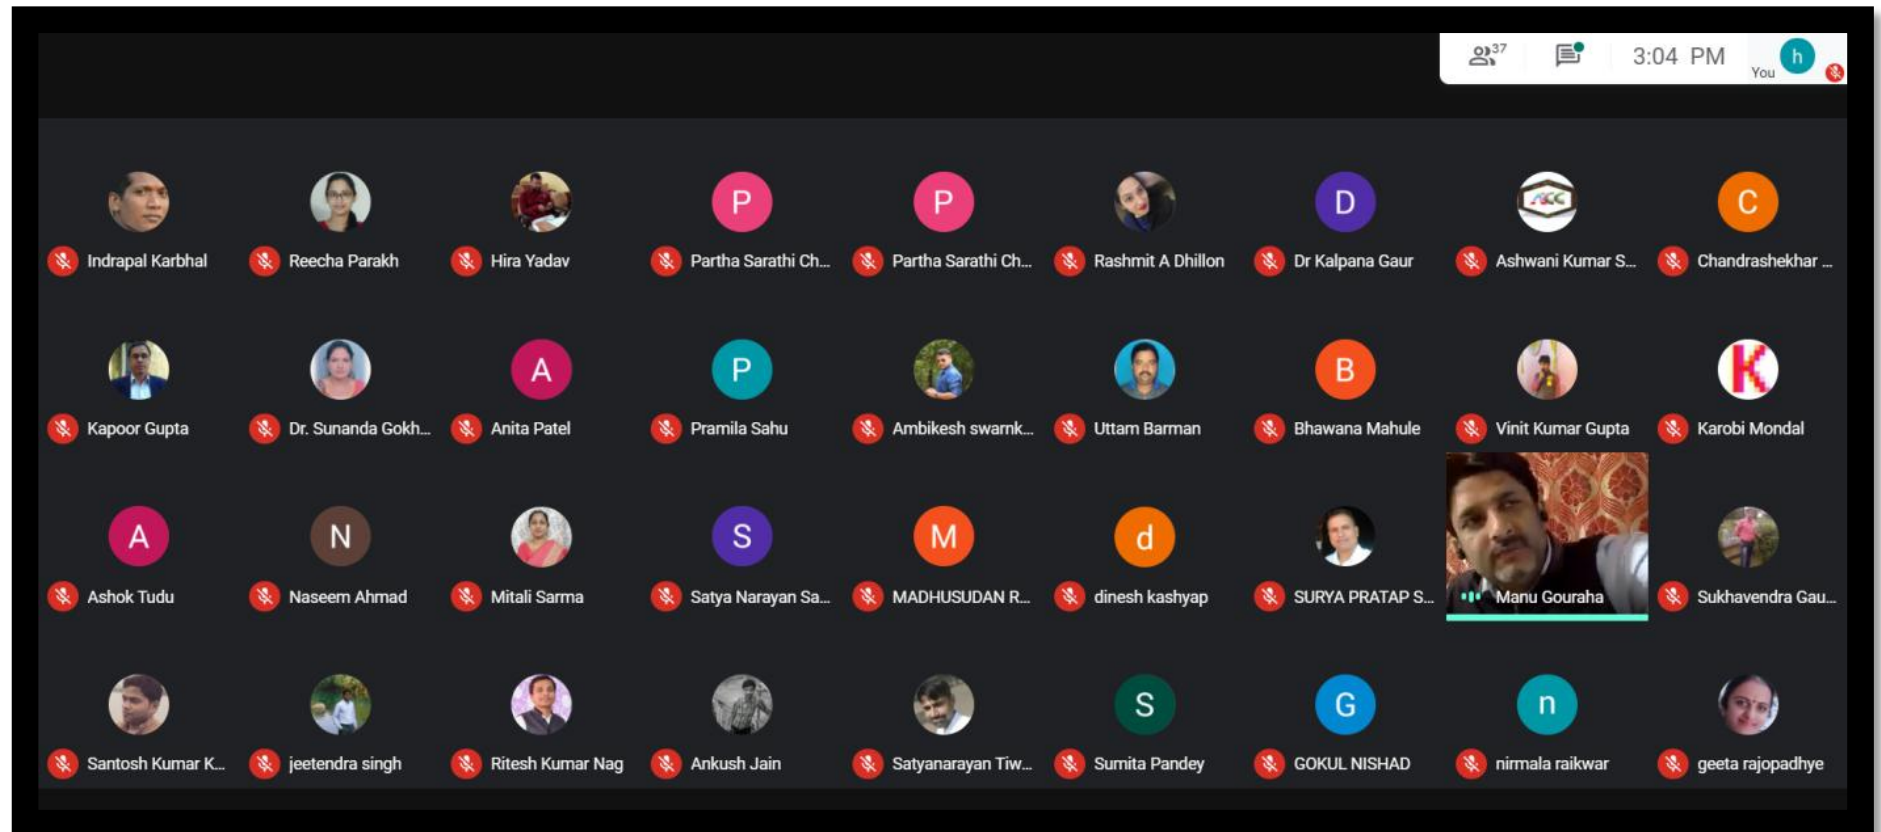 37 3:04 PM You h
P P D ACC C
Indrapal Karbhal Reecha Parakh Hira Yadav Partha Sarathi Ch... Partha Sarathi Ch... Rashmit A Dhillon Dr Kalpana Gaur Ashwani Kumar S... Chandrashekhar ...
A P B K
Kapoor Gupta Dr. Sunanda Gokh... Anita Patel Pramila Sahu Ambikesh swarnk... Uttam Barman Bhawana Mahule Vinit Kumar Gupta Karobi Mondal
A N S M d
Ashok Tudu Naseem Ahmad Mitali Sarma Satya Narayan Sa... MADHUSUDAN R... dinesh kashyap SURYA PRATAP S... Manu Gouraha Sukhavendra Gau...
S G n
Santosh Kumar K... jeetendra singh Ritesh Kumar Nag Ankush Jain Satyanarayan Tiw... Sumita Pandey GOKUL NISHAD nirmala raikwar geeta rajopadhye